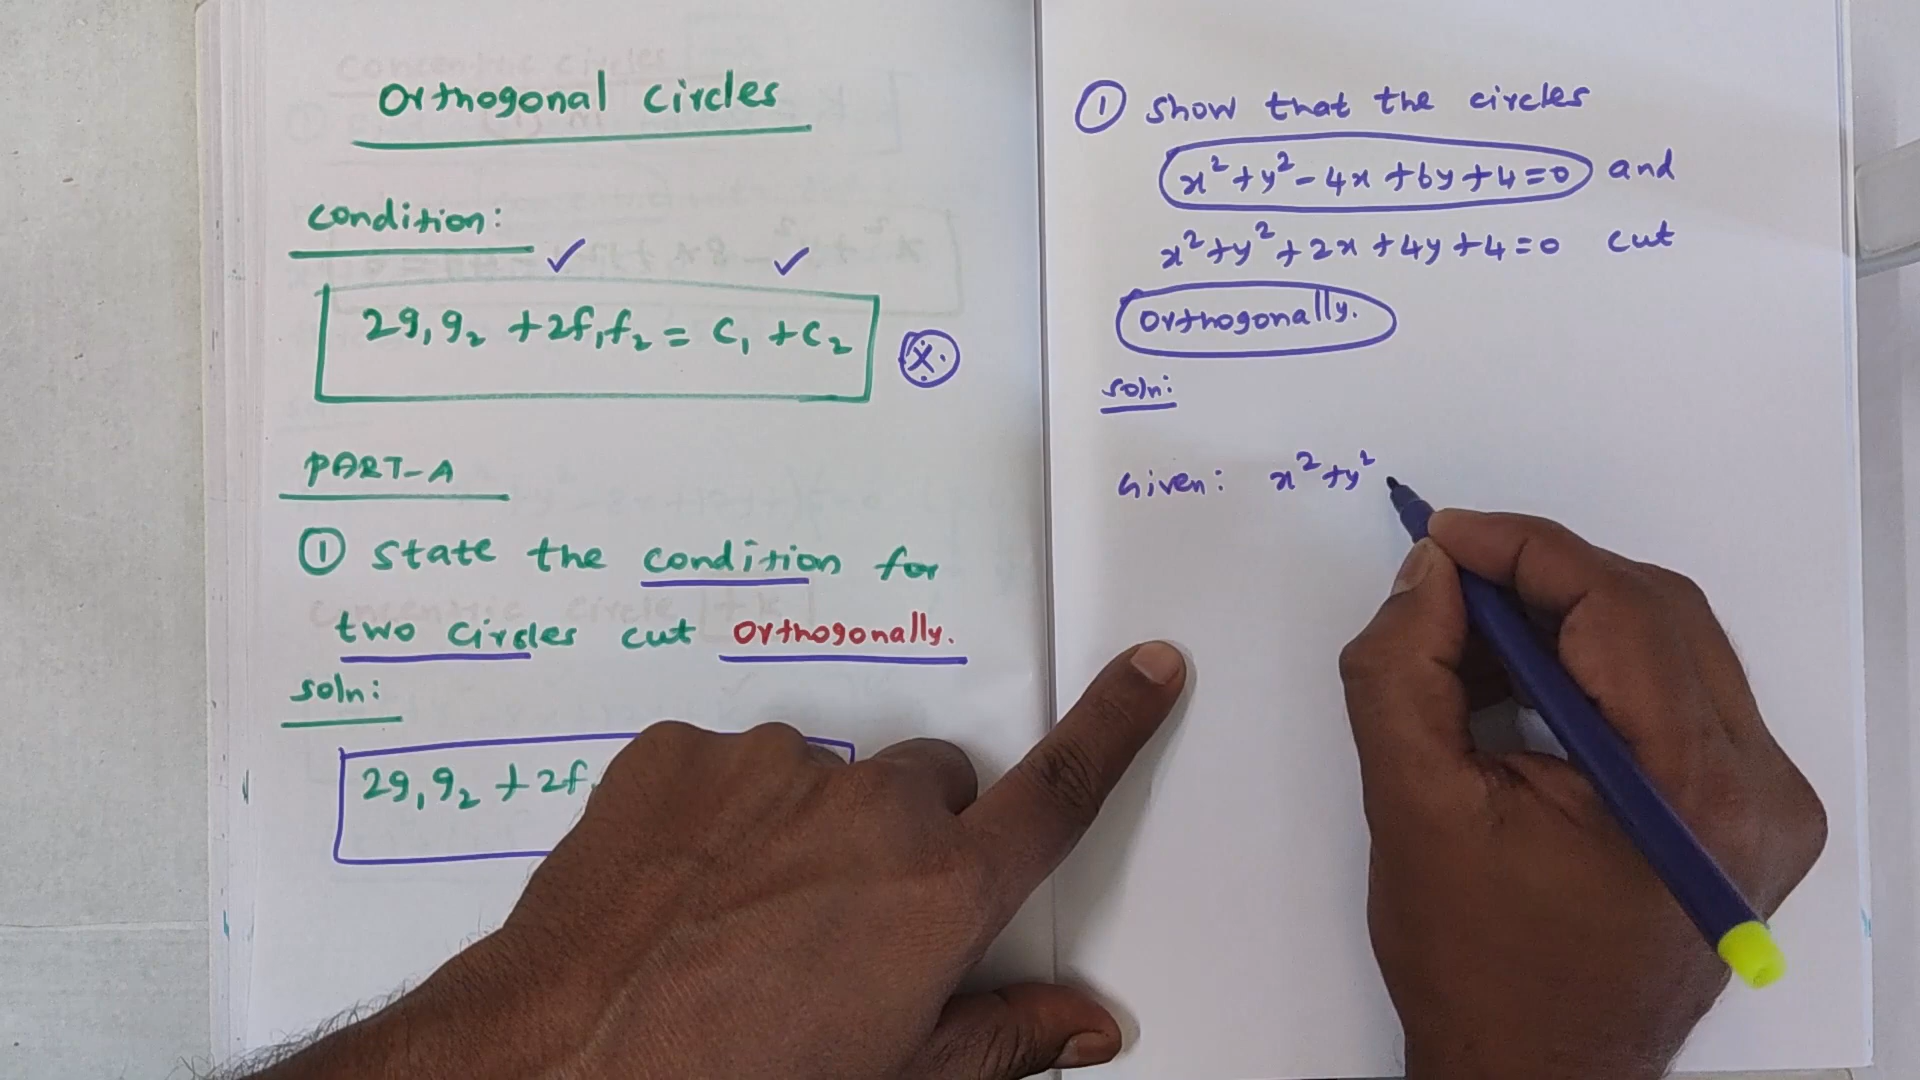 Orthogonal circles
Condition:
2g₁g₂ + 2f₁f₂ = C₁ + C₂
PART-A
① State the condition for
two circles cut orthogonally.
Soln:
2g₁g₂ + 2f
① Show that the circles
x² + y² - 4x + 6y + 4 = 0 and
x² + y² + 2x + 4y + 4 = 0 cut
orthogonally.
Soln:
Given: x² + y²